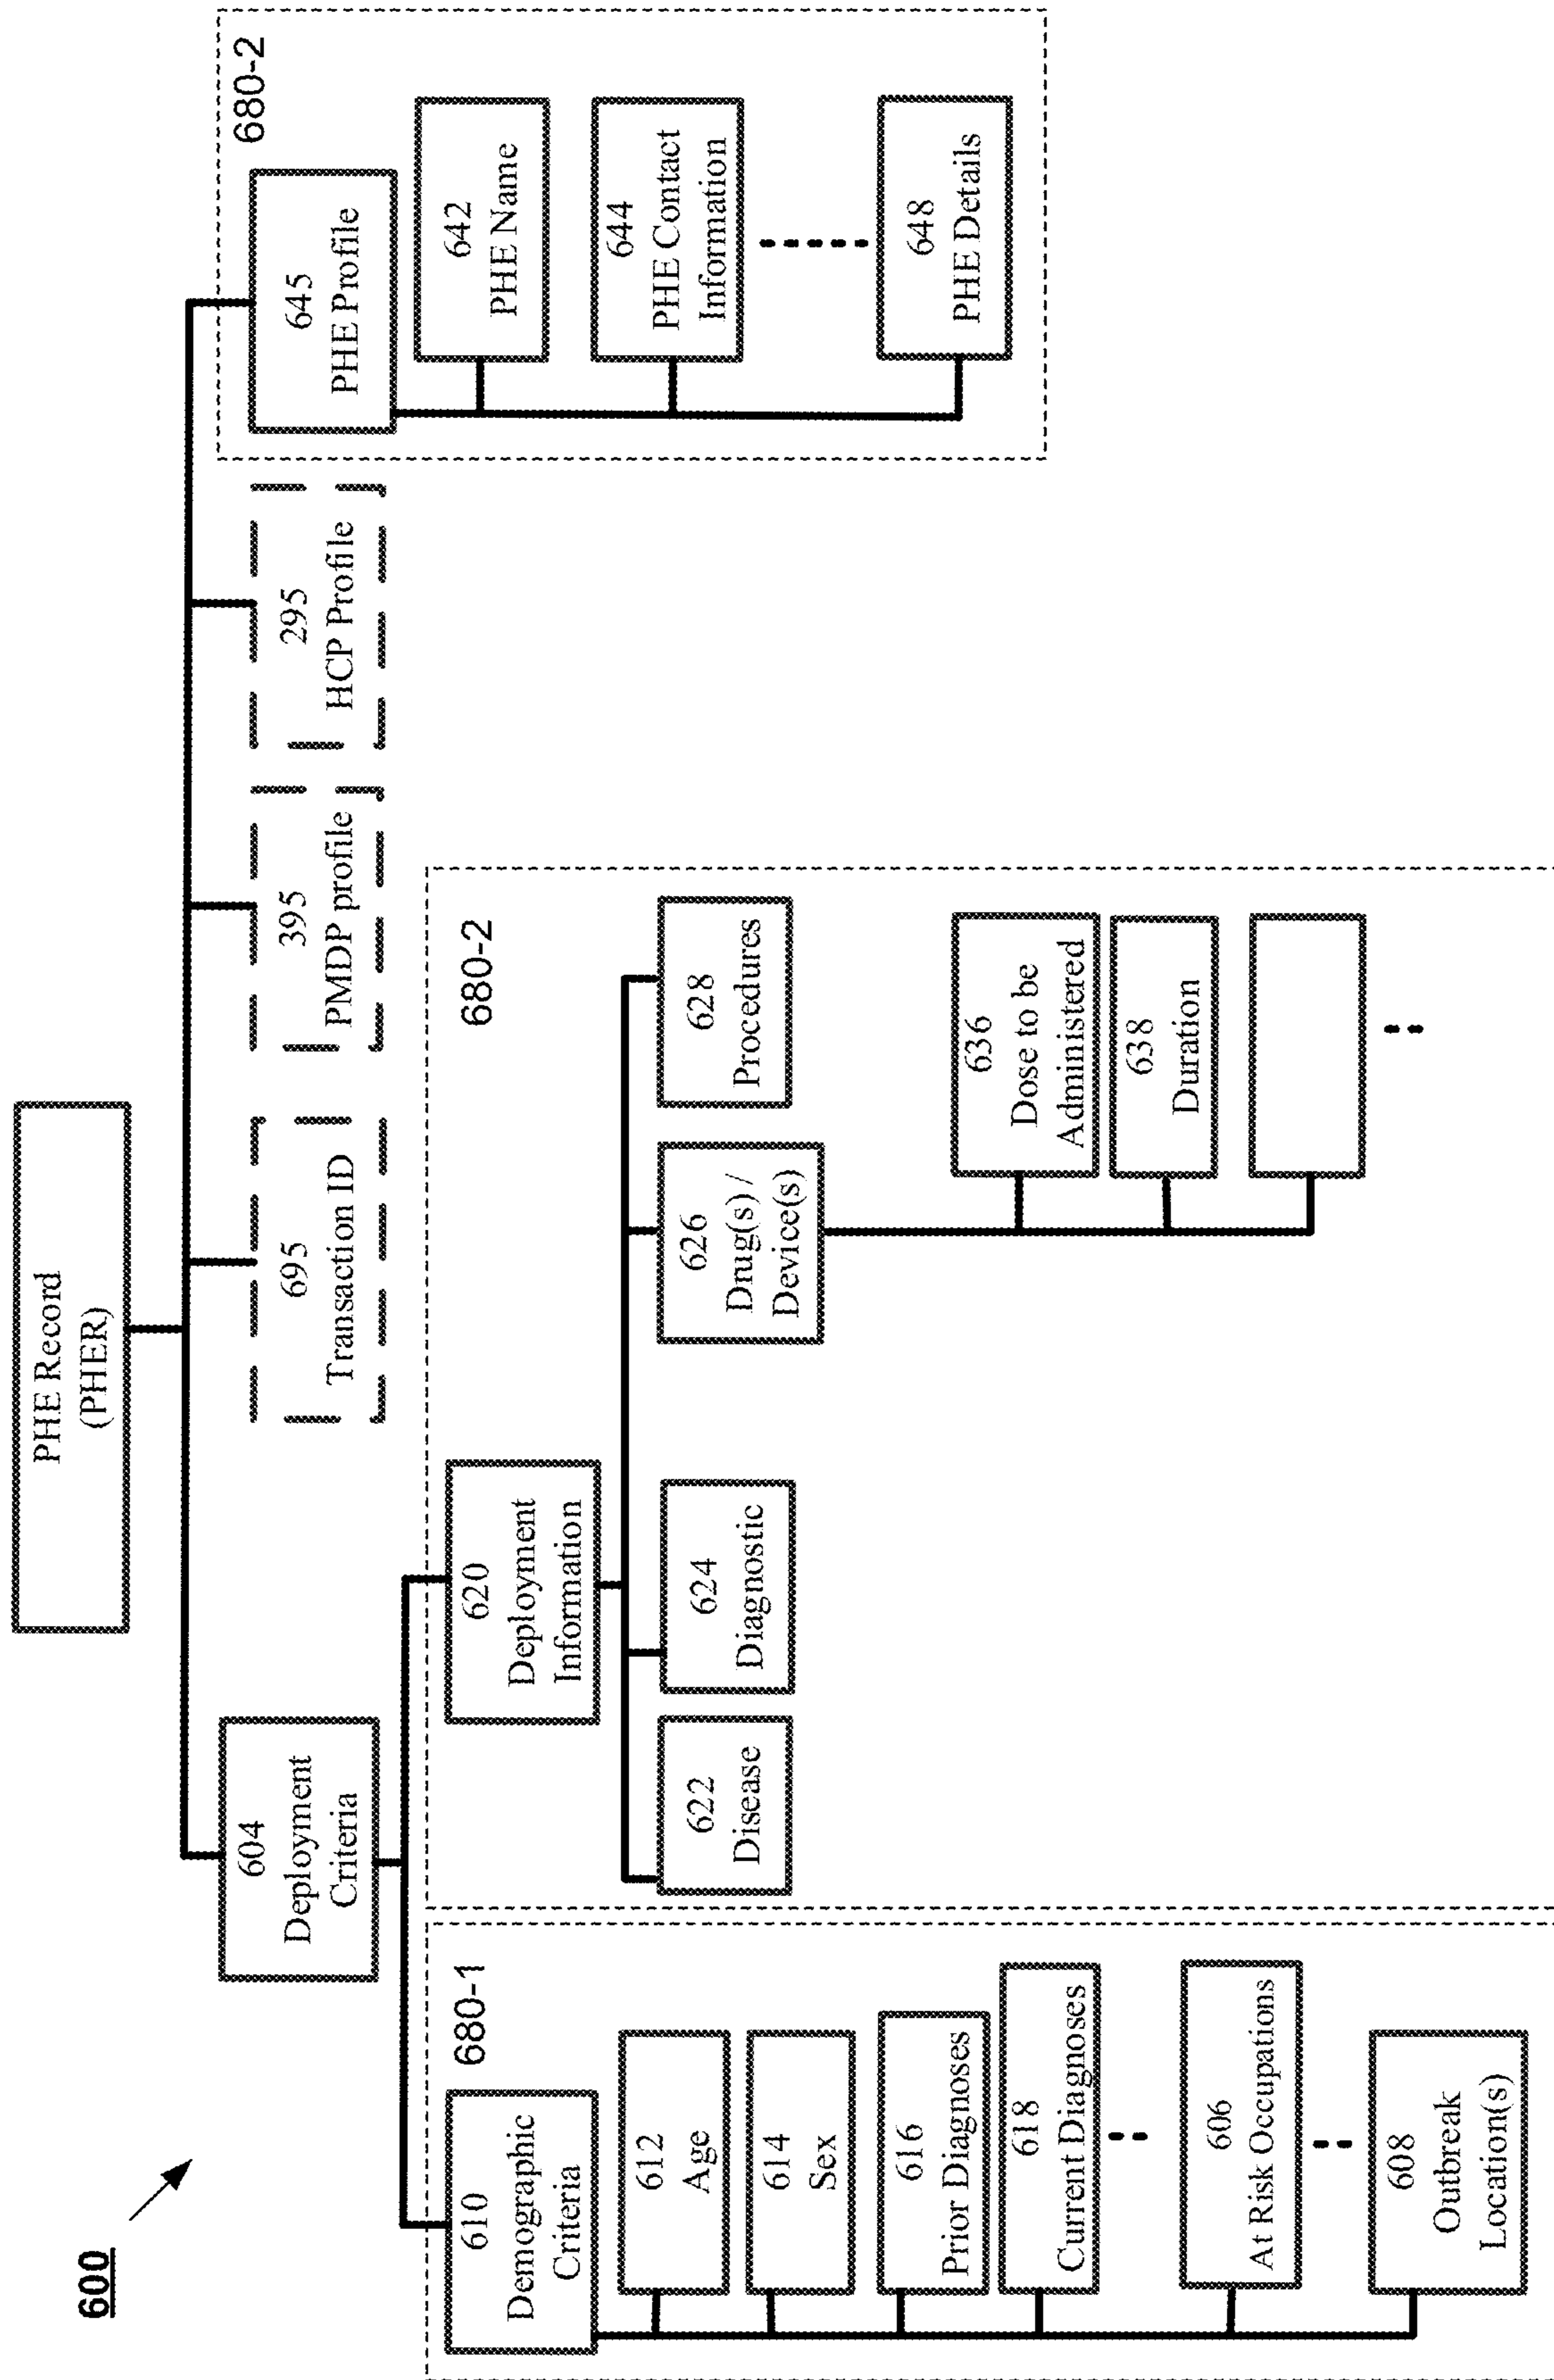 600
PHE Record
(PHER)
604
Deployment
Criteria
695
Transaction ID
395
PMDP profile
295
HCP Profile
680-2
645
PHE Profile
642
PHE Name
644
PHE Contact
Information
648
PHE Details
680-1
610
Demographic
Criteria
612
Age
614
Sex
616
Prior Diagnoses
618
Current Diagnoses
606
At Risk Occupations
608
Outbreak
Location(s)
680-2
620
Deployment
Information
622
Disease
624
Diagnostic
626
Drug(s) /
Device(s)
628
Procedures
636
Dose to be
Administered
638
Duration